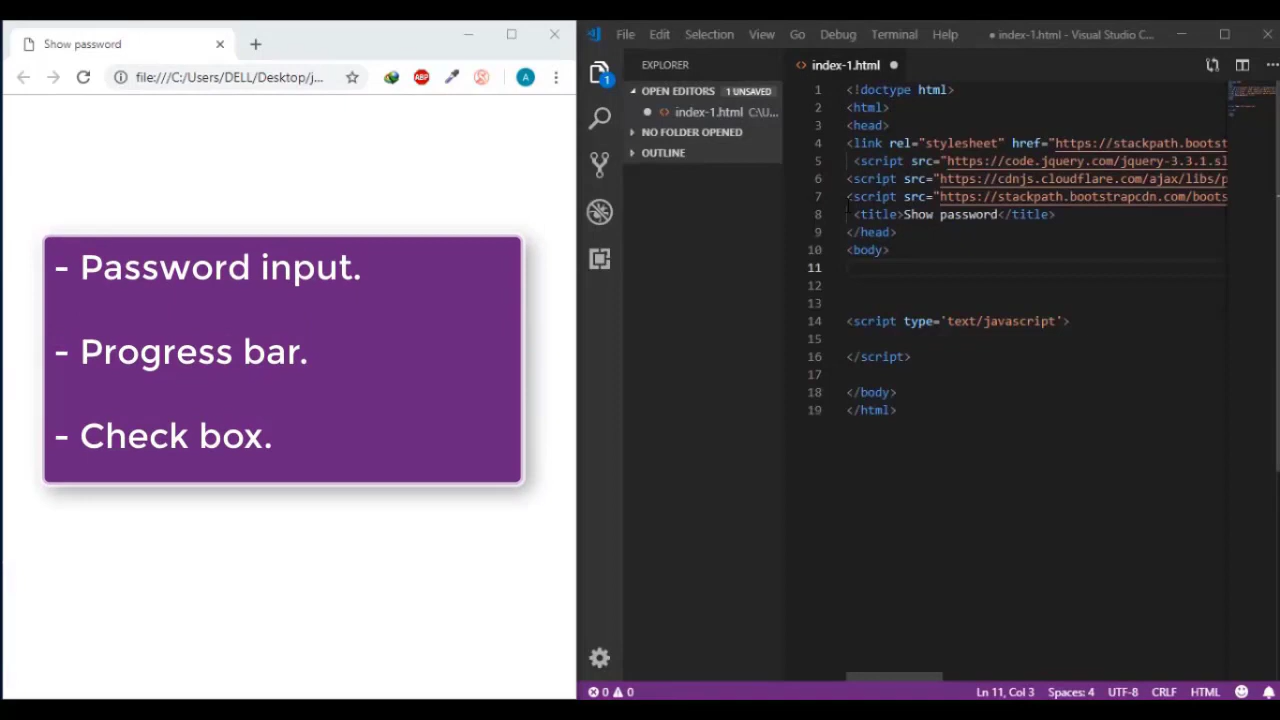 Show password
file:///C:/Users/DELL/Desktop/j...
ABP
A
- Password input.
- Progress bar.
- Check box.
File Edit Selection View Go Debug Terminal Help
● index-1.html - Visual Studio C...
EXPLORER
OPEN EDITORS 1 UNSAVED
index-1.html C:\U...
NO FOLDER OPENED
OUTLINE
1
index-1.html
1 <!doctype html>
2 <html>
3 <head>
4 <link rel="stylesheet" href="https://stackpath.bootst
5 <script src="https://code.jquery.com/jquery-3.3.1.sl
6 <script src="https://cdnjs.cloudflare.com/ajax/libs/p
7 <script src="https://stackpath.bootstrapcdn.com/boots
8 <title>Show password</title>
9 </head>
10 <body>
11
12
13
14 <script type='text/javascript'>
15
16 </script>
17
18 </body>
19 </html>
0 0
Ln 11, Col 3 Spaces: 4 UTF-8 CRLF HTML